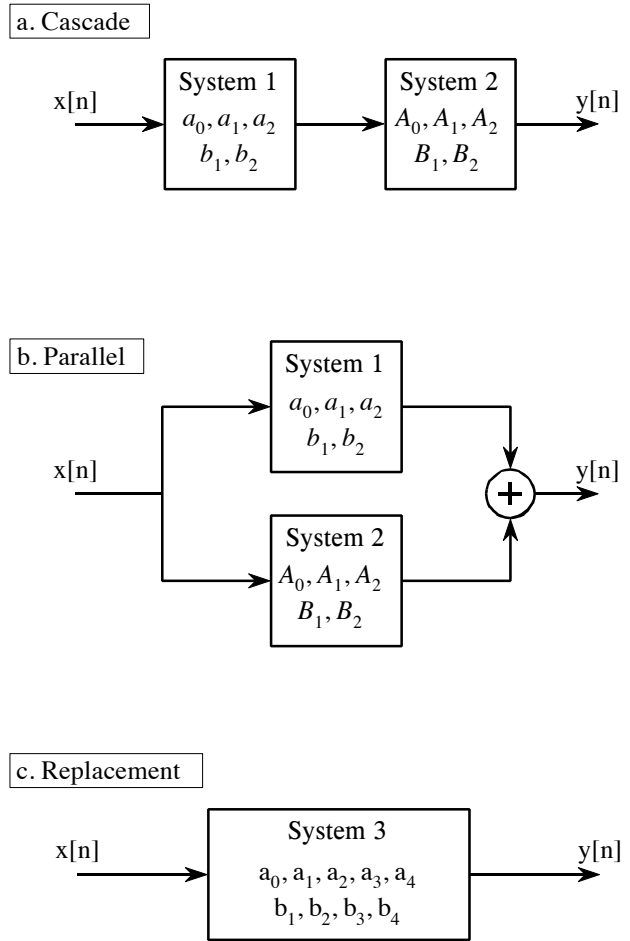 a. Cascade
x[n]
System 1
a₀, a₁, a₂
b₁, b₂
System 2
A₀, A₁, A₂
B₁, B₂
y[n]
b. Parallel
x[n]
System 1
a₀, a₁, a₂
b₁, b₂
System 2
A₀, A₁, A₂
B₁, B₂
+
y[n]
c. Replacement
x[n]
System 3
a₀, a₁, a₂, a₃, a₄
b₁, b₂, b₃, b₄
y[n]